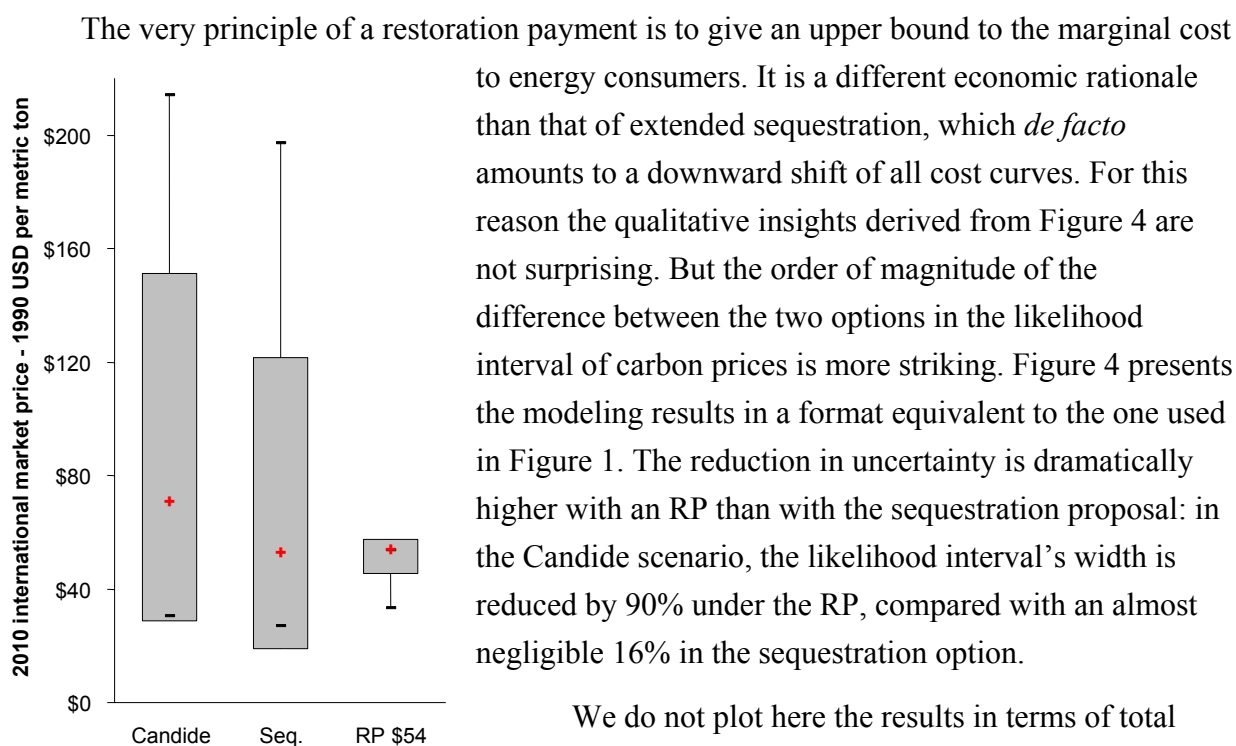 The very principle of a restoration payment is to give an upper bound to the marginal cost
to energy consumers. It is a different economic rationale
than that of extended sequestration, which de facto
amounts to a downward shift of all cost curves. For this
reason the qualitative insights derived from Figure 4 are
not surprising. But the order of magnitude of the
difference between the two options in the likelihood
interval of carbon prices is more striking. Figure 4 presents
the modeling results in a format equivalent to the one used
in Figure 1. The reduction in uncertainty is dramatically
higher with an RP than with the sequestration proposal: in
the Candide scenario, the likelihood interval’s width is
reduced by 90% under the RP, compared with an almost
negligible 16% in the sequestration option.
We do not plot here the results in terms of total
2010 international market price - 1990 USD per metric ton
$200
$160
$120
$80
$40
$0
Candide Seq. RP $54